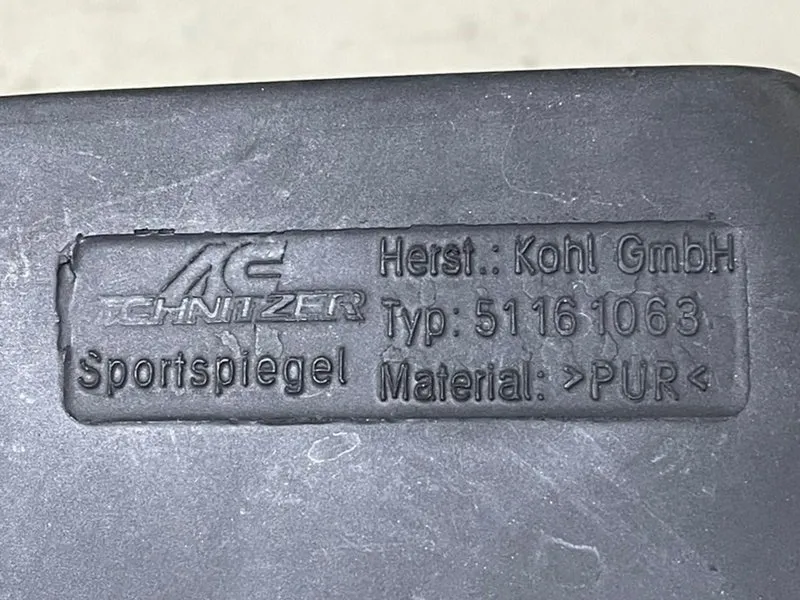 AC
SCHNITZER
Sportspiegel
Herst.: Kohl GmbH
Typ: 51161063
Material: >PUR<